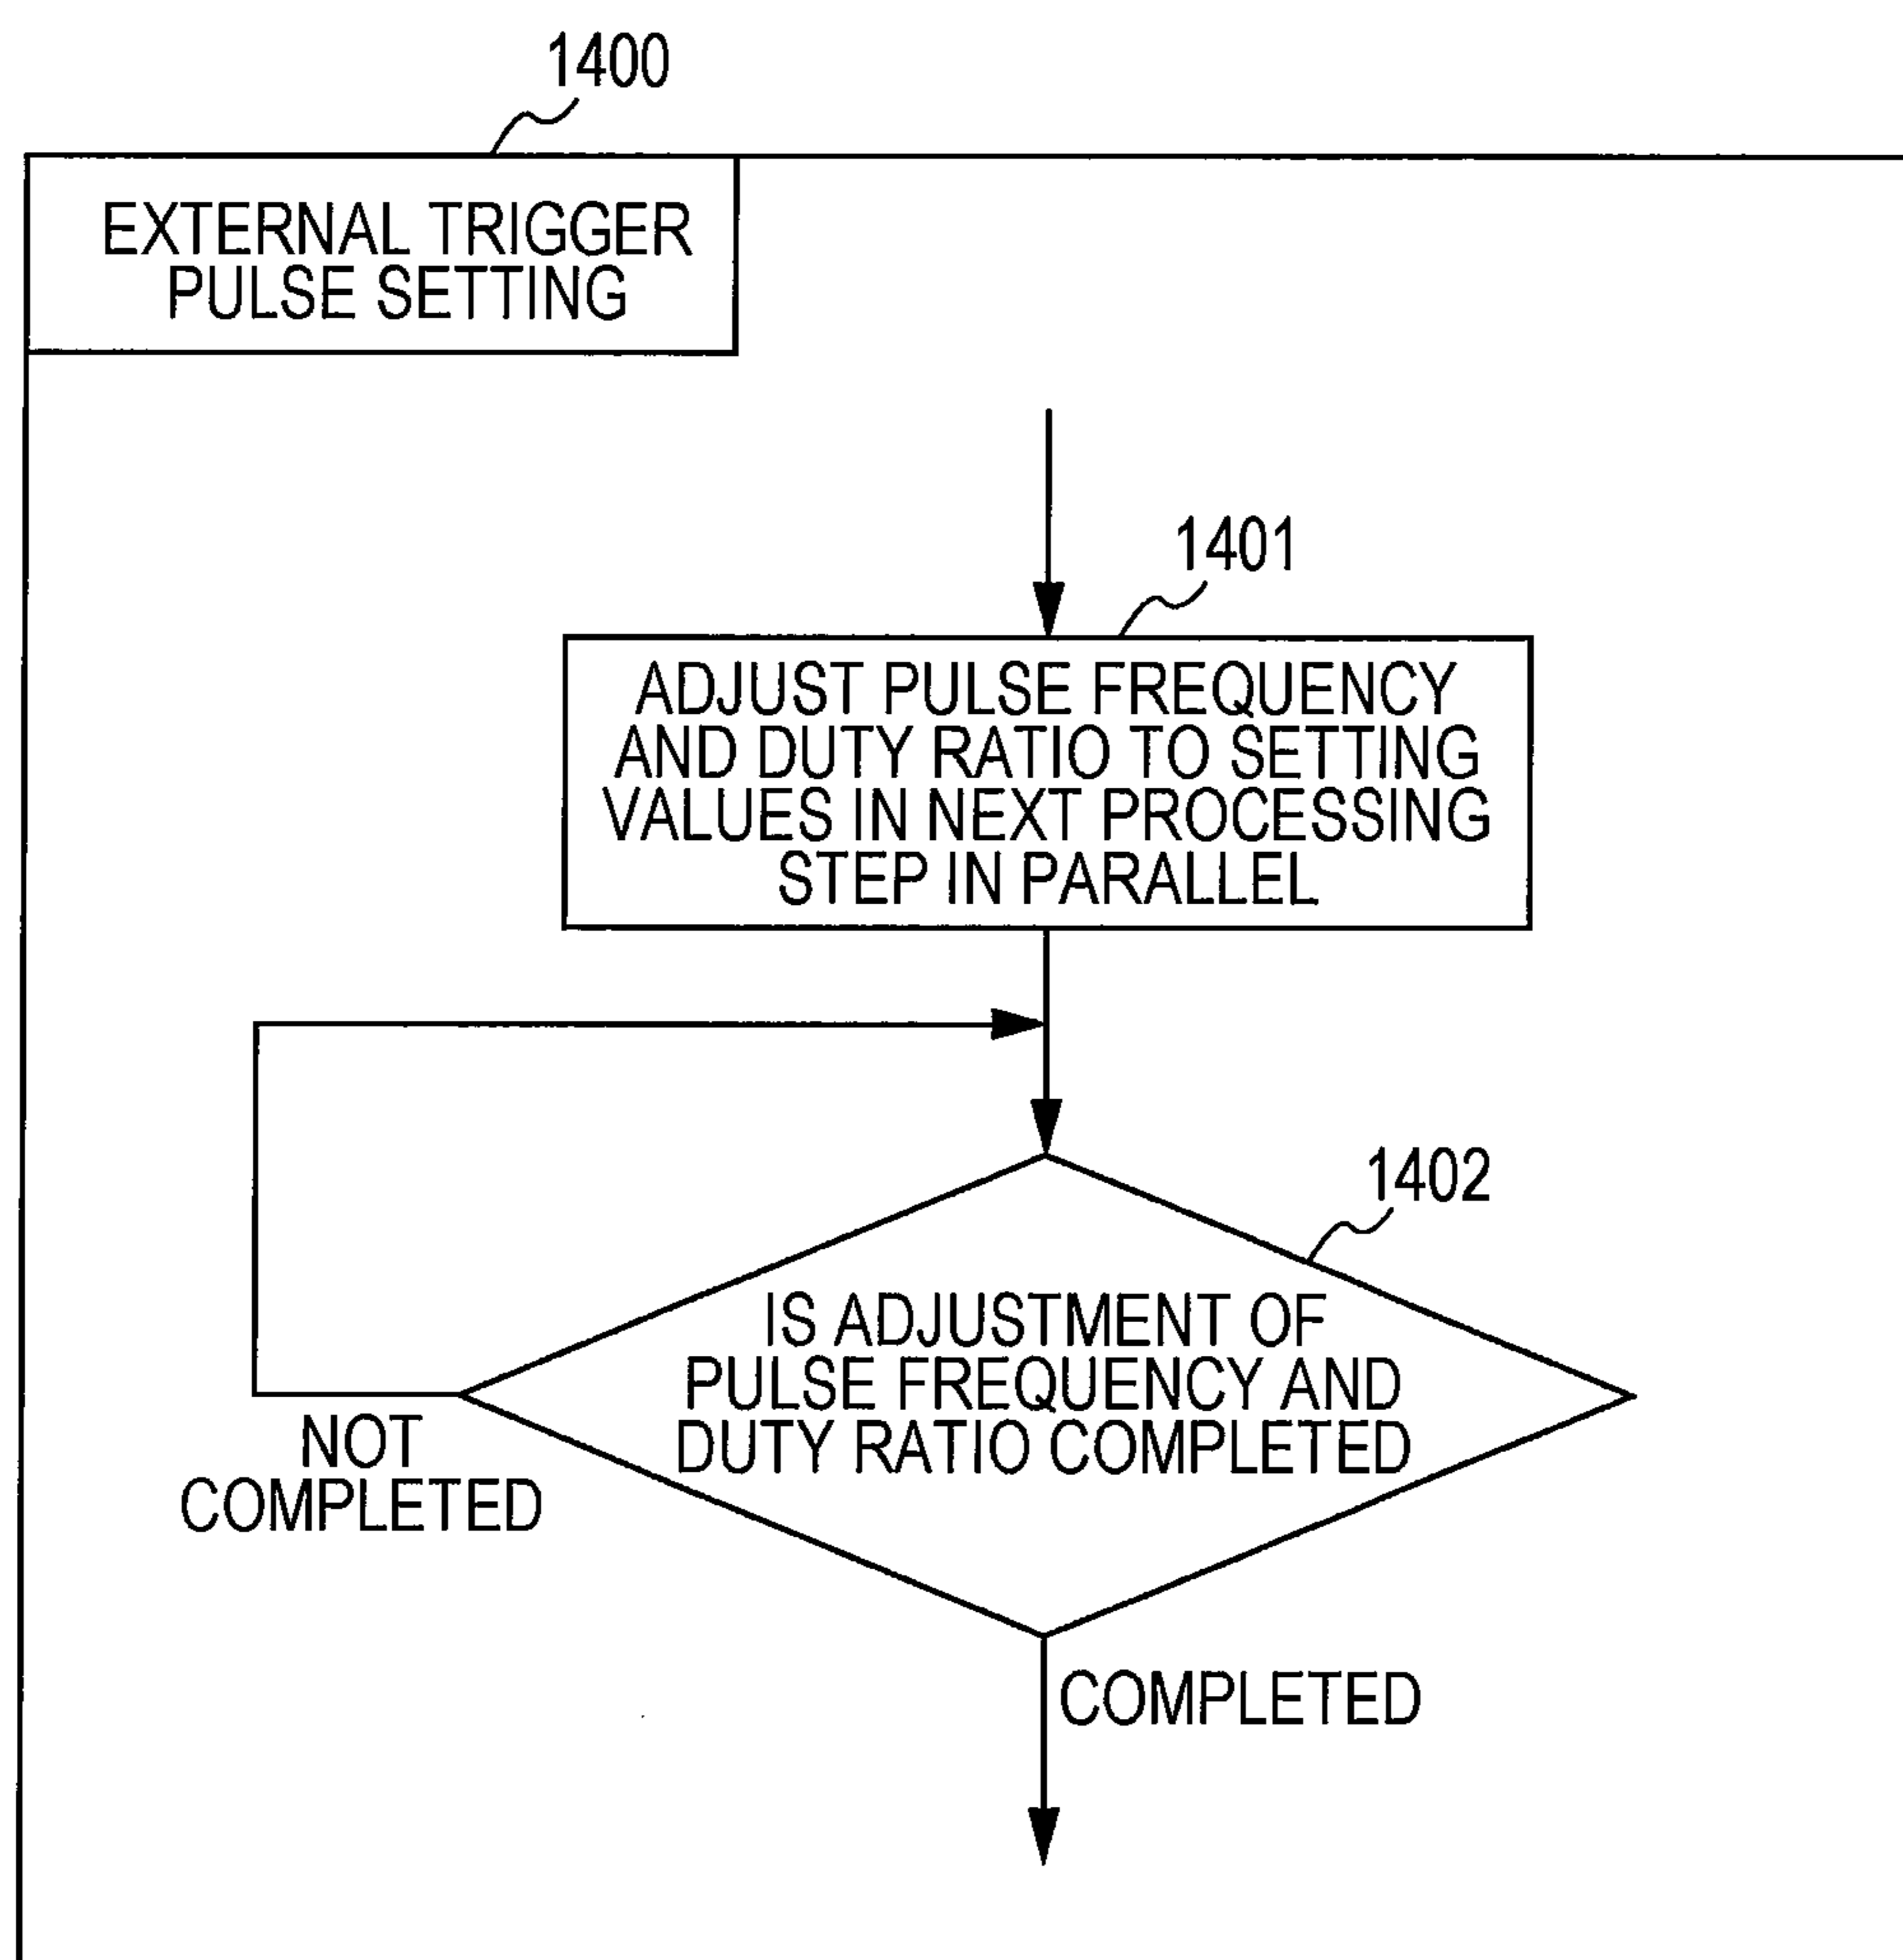 1400
EXTERNAL TRIGGER
PULSE SETTING
1401
ADJUST PULSE FREQUENCY
AND DUTY RATIO TO SETTING
VALUES IN NEXT PROCESSING
STEP IN PARALLEL
1402
IS ADJUSTMENT OF
PULSE FREQUENCY AND
DUTY RATIO COMPLETED
NOT
COMPLETED
COMPLETED